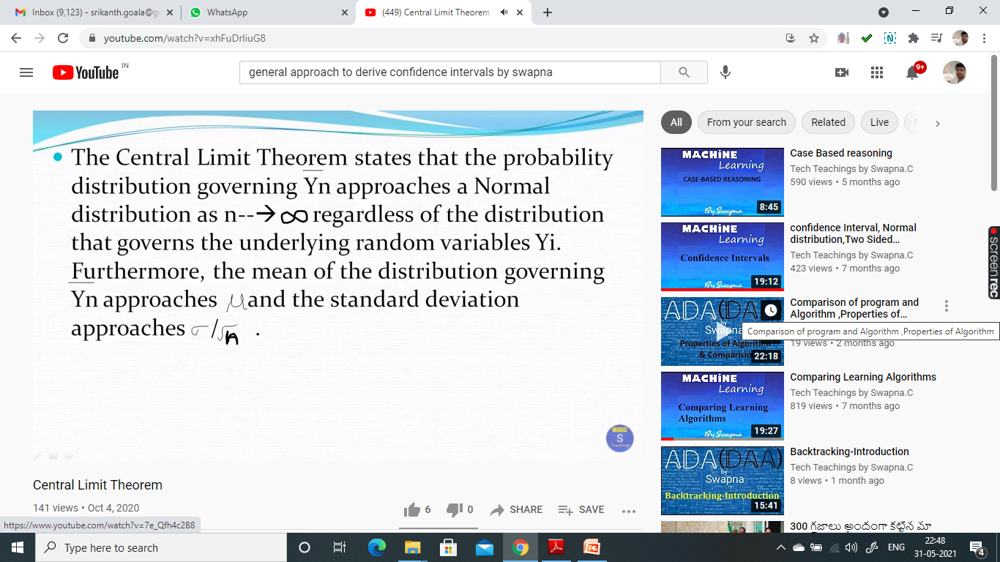 Inbox (9,123) - srikanth.goala@g
WhatsApp
(449) Central Limit Theorem
youtube.com/watch?v=xhFuDrliuG8
YouTube IN
general approach to derive confidence intervals by swapna
9+
The Central Limit Theorem states that the probability
distribution governing Yn approaches a Normal
distribution as n--→ ∞ regardless of the distribution
that governs the underlying random variables Yi.
Furthermore, the mean of the distribution governing
Yn approaches μ and the standard deviation
approaches σ/√n .
S
Teachings
Central Limit Theorem
141 views • Oct 4, 2020
6
0
SHARE
SAVE
All
From your search
Related
Live
MACHiNE
Learning
CASE-BASED REASONING
By Swapna
8:45
Case Based reasoning
Tech Teachings by Swapna.C
590 views • 5 months ago
MACHiNE
Learning
Confidence Intervals
By Swapna
19:12
confidence Interval, Normal
distribution,Two Sided...
Tech Teachings by Swapna.C
423 views • 7 months ago
ADA(DA
by
Swapna
Properties of Algorithm
& Comparision
22:18
Comparison of program and
Algorithm ,Properties of...
Comparison of program and Algorithm ,Properties of Algorithm
19 views • 2 months ago
MACHiNE
Learning
Comparing Learning
Algorithms
By Swapna
19:27
Comparing Learning Algorithms
Tech Teachings by Swapna.C
819 views • 7 months ago
ADA(DAA)
by
Swapna
Backtracking-Introduction
15:41
Backtracking-Introduction
Tech Teachings by Swapna.C
8 views • 1 month ago
300 గజాలు అందంగా కట్టిన మా
screenrec
https://www.youtube.com/watch?v=7e_Qfh4c2B8
Type here to search
ENG
22:48
31-05-2021
4